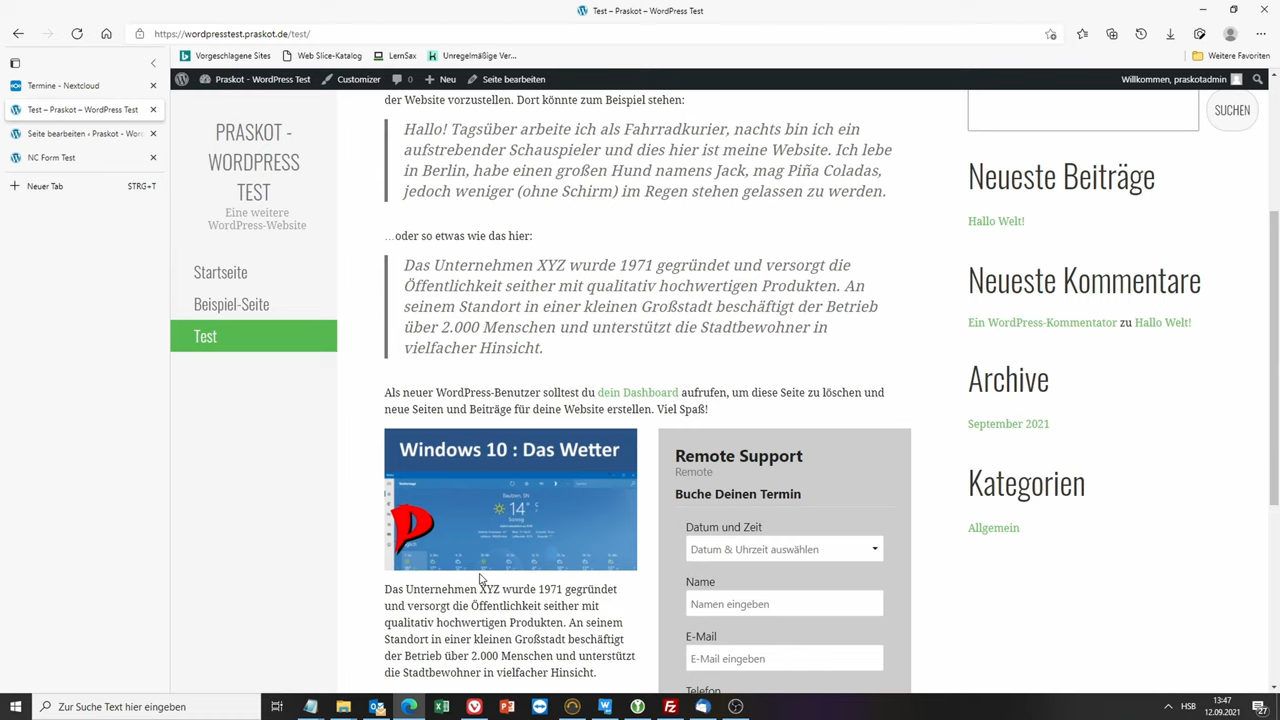 Test – Praskot – WordPress Test
https://wordpresstest.praskot.de/test/
Vorgeschlagene Sites
Web Slice-Katalog
LernSax
Unregelmäßige Ver...
Weitere Favoriten
Termine - Nextcloud
Test – Praskot – WordPress Test
Seite bearbeiten ‹ Praskot - Wor
NC Form Test
Neuer Tab
STRG+T
Praskot - WordPress Test
Customizer
0
Neu
Seite bearbeiten
Willkommen, praskotadmin
PRASKOT -
WORDPRESS
TEST
Eine weitere
WordPress-Website
Startseite
Beispiel-Seite
Test
der Website vorzustellen. Dort könnte zum Beispiel stehen:
Hallo! Tagsüber arbeite ich als Fahrradkurier, nachts bin ich ein
aufstrebender Schauspieler und dies hier ist meine Website. Ich lebe
in Berlin, habe einen großen Hund namens Jack, mag Piña Coladas,
jedoch weniger (ohne Schirm) im Regen stehen gelassen zu werden.
…oder so etwas wie das hier:
Das Unternehmen XYZ wurde 1971 gegründet und versorgt die
Öffentlichkeit seither mit qualitativ hochwertigen Produkten. An
seinem Standort in einer kleinen Großstadt beschäftigt der Betrieb
über 2.000 Menschen und unterstützt die Stadtbewohner in
vielfacher Hinsicht.
Als neuer WordPress-Benutzer solltest du dein Dashboard aufrufen, um diese Seite zu löschen und
neue Seiten und Beiträge für deine Website erstellen. Viel Spaß!
Windows 10 : Das Wetter
Bautzen, SN
14°
Sonntag
P
Das Unternehmen XYZ wurde 1971 gegründet
und versorgt die Öffentlichkeit seither mit
qualitativ hochwertigen Produkten. An seinem
Standort in einer kleinen Großstadt beschäftigt
der Betrieb über 2.000 Menschen und unterstützt
die Stadtbewohner in vielfacher Hinsicht.
Remote Support
Remote
Buche Deinen Termin
Datum und Zeit
Datum & Uhrzeit auswählen
Name
Namen eingeben
E-Mail
E-Mail eingeben
Telefon
SUCHEN
Neueste Beiträge
Hallo Welt!
Neueste Kommentare
Ein WordPress-Kommentator zu Hallo Welt!
Archive
September 2021
Kategorien
Allgemein
Zur Suche Text hier eingeben
HSB
13:47
12.09.2021
27